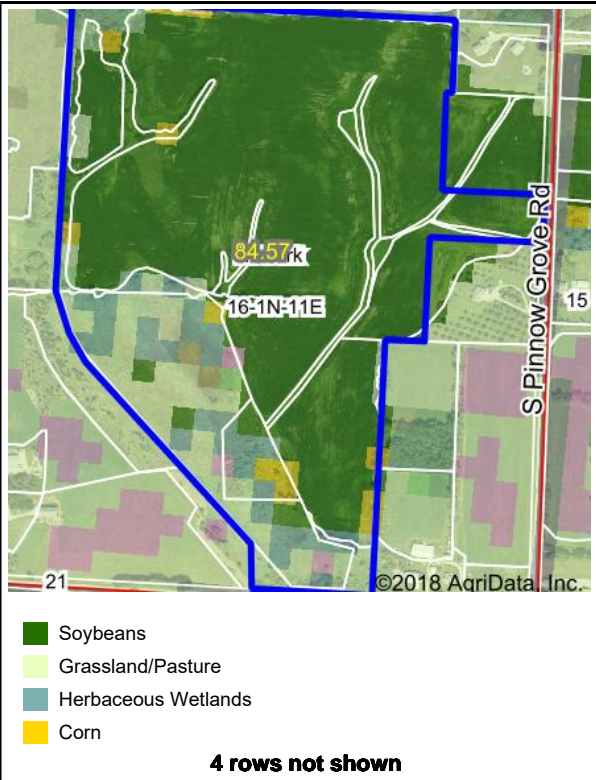 84.57
rk
16-1N-11E
S Pinnow Grove Rd
15
21
©2018 AgriData, Inc.
Soybeans
Grassland/Pasture
Herbaceous Wetlands
Corn
4 rows not shown